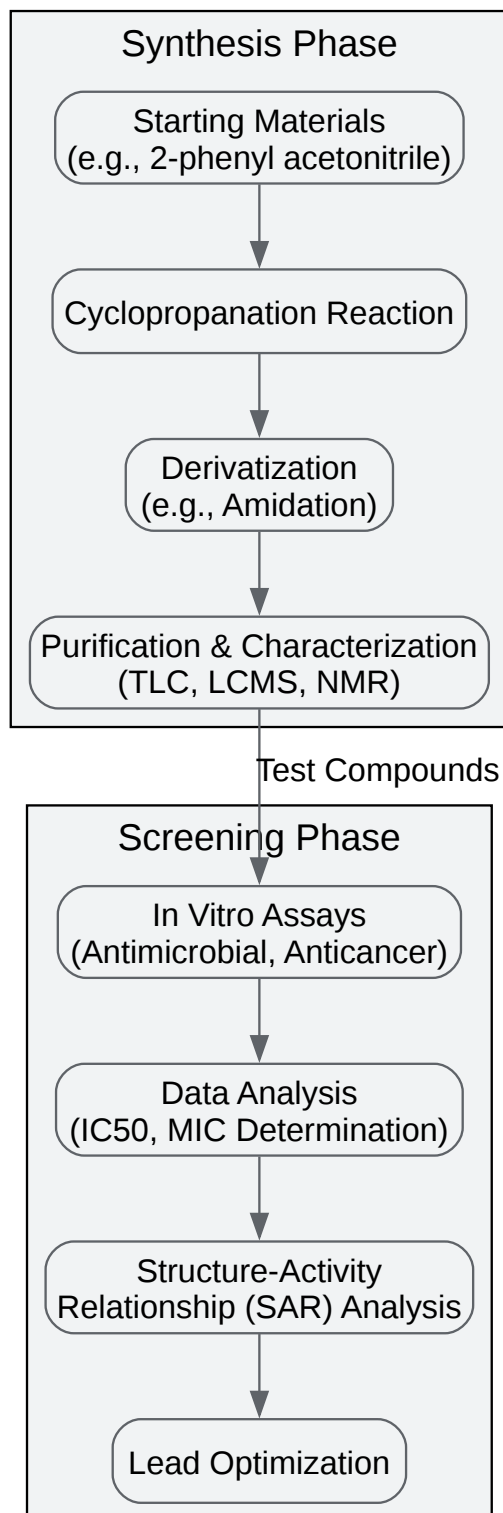 Synthesis Phase
Starting Materials
(e.g., 2-phenyl acetonitrile)
Cyclopropanation Reaction
Derivatization
(e.g., Amidation)
Purification & Characterization
(TLC, LCMS, NMR)
Test Compounds
Screening Phase
In Vitro Assays
(Antimicrobial, Anticancer)
Data Analysis
(IC50, MIC Determination)
Structure-Activity
Relationship (SAR) Analysis
Lead Optimization